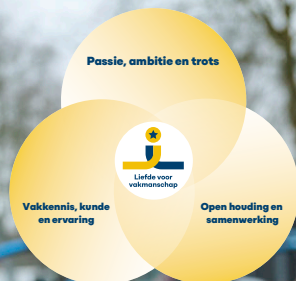 Passie, ambitie en trots
Liefde voor
vakmanschap
Vakkennis, kunde
en ervaring
Open houding en
samenwerking